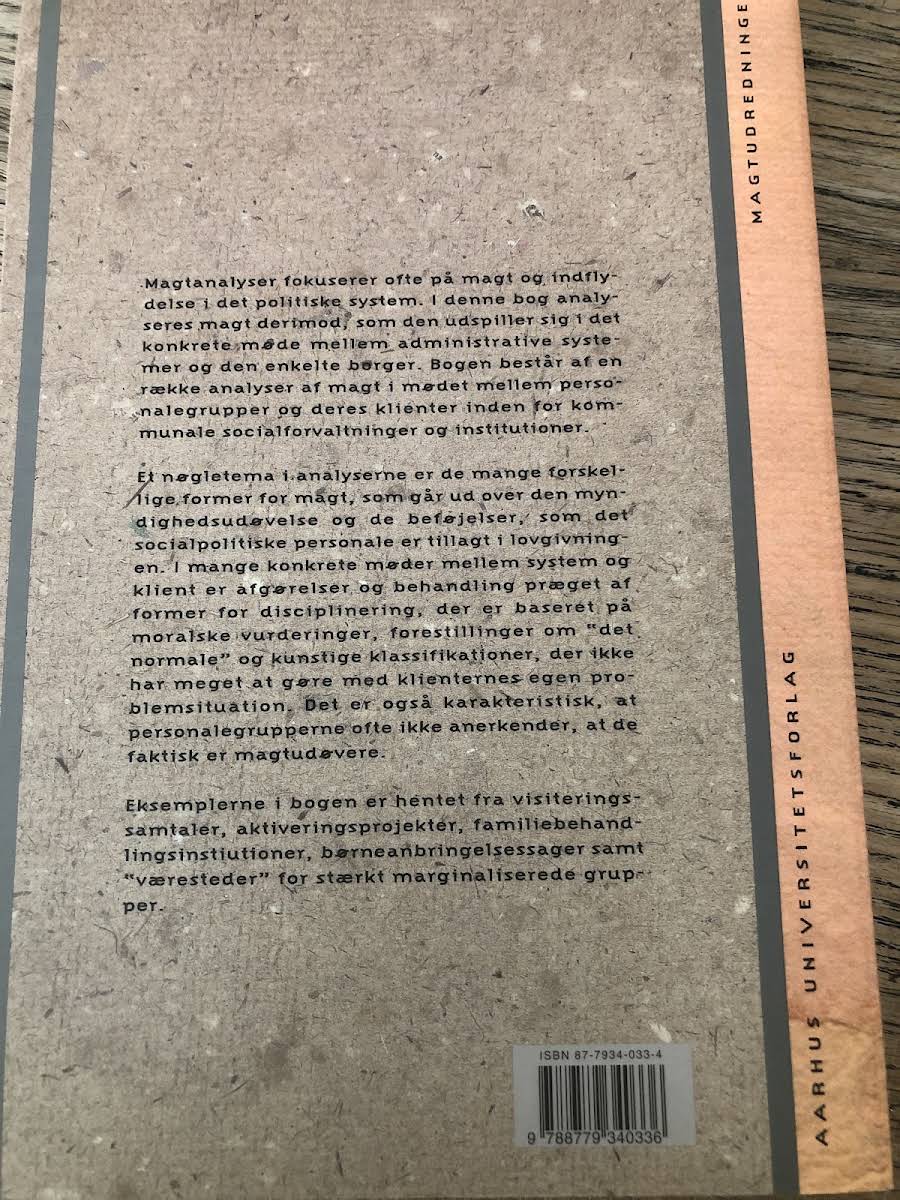 Magtanalyser fokuserer ofte på magt og indfly-
delse i det politiske system. I denne bog analy-
seres magt derimod, som den udspiller sig i det
konkrete møde mellem administrative syste-
mer og den enkelte borger. Bogen består af en
række analyser af magt i mødet mellem perso-
nalegrupper og deres klienter inden for kom-
munale socialforvaltninger og institutioner.
Et nøgletema i analyserne er de mange forskel-
lige former for magt, som går ud over den myn-
dighedsudøvelse og de beføjelser, som det
socialpolitiske personale er tillagt i lovgivning-
en. I mange konkrete møder mellem system og
klient er afgørelser og behandling præget af
former for disciplinering, der er baseret på
moralske vurderinger, forestillinger om "det
normale" og kunstige klassifikationer, der ikke
har meget at gøre med klienternes egen pro-
blemsituation. Det er også karakteristisk, at
personalegrupperne ofte ikke anerkender, at de
faktisk er magtudøvere.
Eksemplerne i bogen er hentet fra visiterings-
samtaler, aktiveringsprojekter, familiebehand-
lingsinstiutioner, børneanbringelsessager samt
"væresteder" for stærkt marginaliserede grup-
per.
ISBN 87-7934-033-4
9 788779 340336
MAGTUDREDNINGE
AARHUS UNIVERSITETSFORLAG